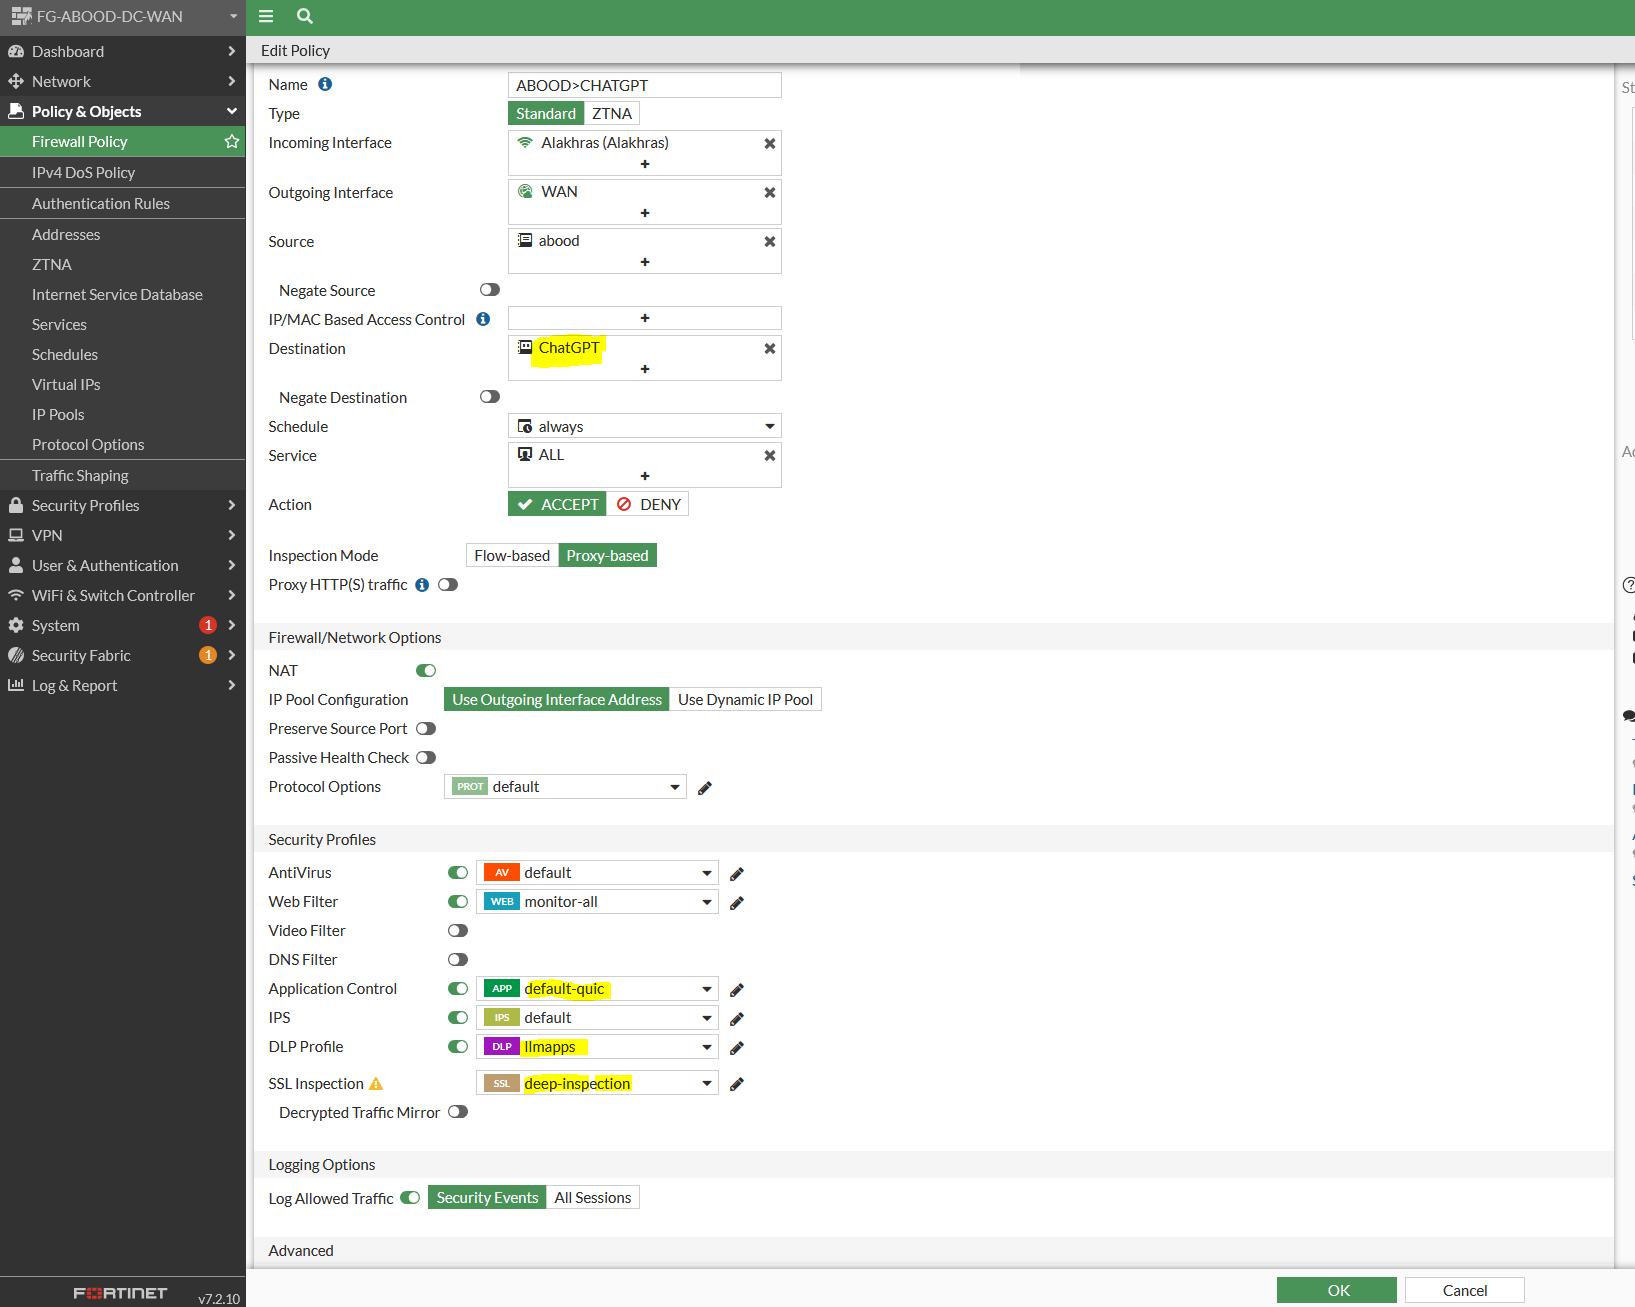 FG-ABOOD-DC-WAN
Dashboard
Network
Policy & Objects
Firewall Policy
IPv4 DoS Policy
Authentication Rules
Addresses
ZTNA
Internet Service Database
Services
Schedules
Virtual IPs
IP Pools
Protocol Options
Traffic Shaping
Security Profiles
VPN
User & Authentication
WiFi & Switch Controller
System 1
Security Fabric 1
Log & Report
FORTINET v7.2.10
Edit Policy
Name ABOOD>CHATGPT
Type Standard ZTNA
Incoming Interface Alakhras (Alakhras)
+
Outgoing Interface WAN
+
Source abood
+
Negate Source
IP/MAC Based Access Control +
Destination ChatGPT
+
Negate Destination
Schedule always
Service ALL
+
Action ACCEPT DENY
Inspection Mode Flow-based Proxy-based
Proxy HTTP(S) traffic
Firewall/Network Options
NAT
IP Pool Configuration Use Outgoing Interface Address Use Dynamic IP Pool
Preserve Source Port
Passive Health Check
Protocol Options PROT default
Security Profiles
AntiVirus AV default
Web Filter WEB monitor-all
Video Filter
DNS Filter
Application Control APP default-quic
IPS IPS default
DLP Profile DLP llmapps
SSL Inspection SSL deep-inspection
Decrypted Traffic Mirror
Logging Options
Log Allowed Traffic Security Events All Sessions
Advanced
OK Cancel
St